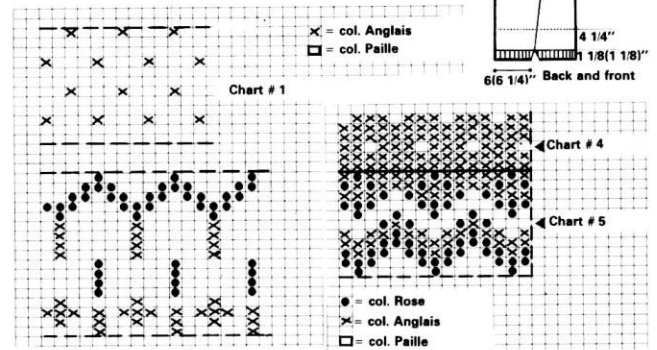 X = col. Anglais
□ = col. Paille
Chart # 1
4 1/4"
1 1/8(1 1/8)"
6(6 1/4)" Back and front
Chart # 4
Chart # 5
● = col. Rose
X = col. Anglais
□ = col. Paille